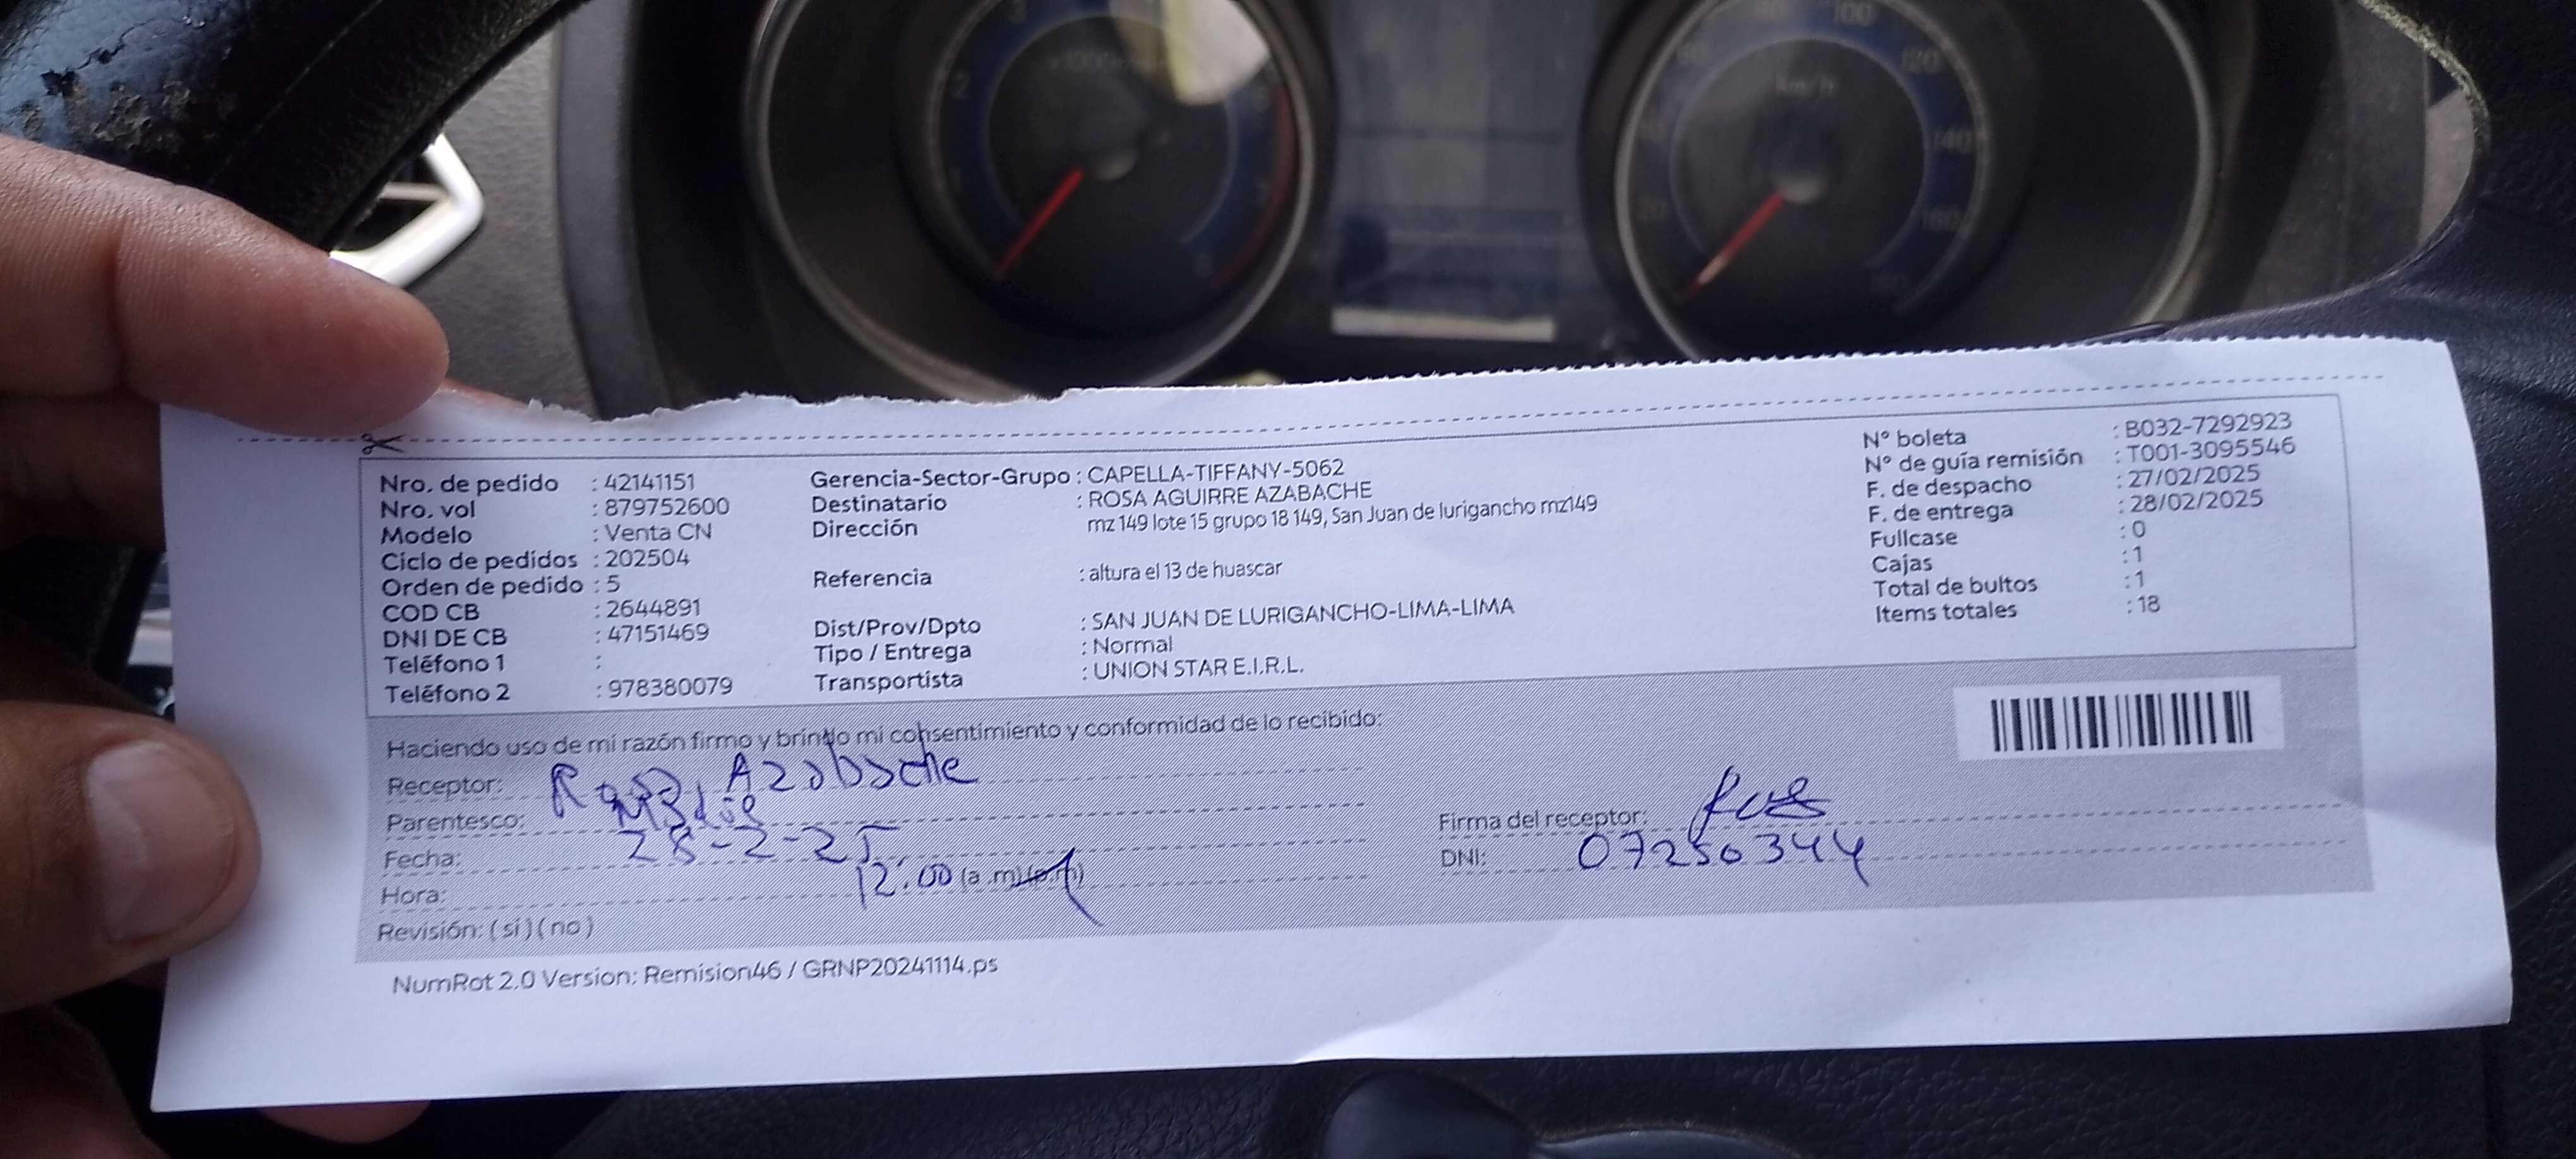 Nro. de pedido : 42141151
Nro. vol : 879752600
Modelo : Venta CN
Ciclo de pedidos : 202504
Orden de pedido : 5
COD CB : 2644891
DNI DE CB : 47151469
Teléfono 1 :
Teléfono 2 : 978380079
Gerencia-Sector-Grupo : CAPELLA-TIFFANY-5062
Destinatario : ROSA AGUIRRE AZABACHE
Dirección mz 149 lote 15 grupo 18 149, San Juan de lurigancho mz149
Referencia : altura el 13 de huascar
Dist/Prov/Dpto : SAN JUAN DE LURIGANCHO-LIMA-LIMA
Tipo / Entrega : Normal
Transportista : UNION STAR E.I.R.L.
N° boleta : B032-7292923
N° de guía remisión : T001-3095546
F. de despacho : 27/02/2025
F. de entrega : 28/02/2025
Fullcase : 0
Cajas : 1
Total de bultos : 1
Items totales : 18
Haciendo uso de mi razón firmo y brindo mi consentimiento y conformidad de lo recibido:
Receptor: Rosa Azabache
Parentesco:
Fecha: 28-2-25
Hora: 12:00 (a.m) (p.m)
Revisión: ( si ) ( no )
Firma del receptor:
DNI: 07250344
NumRot 2.0 Version: Remision46 / GRNP20241114.ps